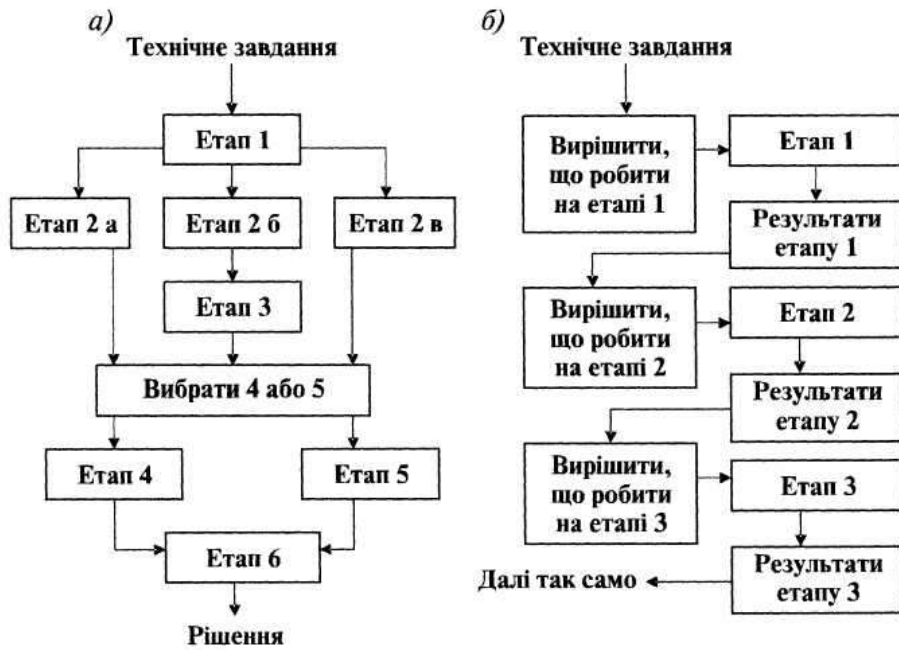 а)
Технічне завдання
Етап 1
Етап 2 а
Етап 2 б
Етап 2 в
Етап 3
Вибрати 4 або 5
Етап 4
Етап 5
Етап 6
Рішення
б)
Технічне завдання
Вирішити,
що робити
на етапі 1
Етап 1
Результати
етапу 1
Вирішити,
що робити
на етапі 2
Етап 2
Результати
етапу 2
Вирішити,
що робити
на етапі 3
Етап 3
Результати
етапу 3
Далі так само